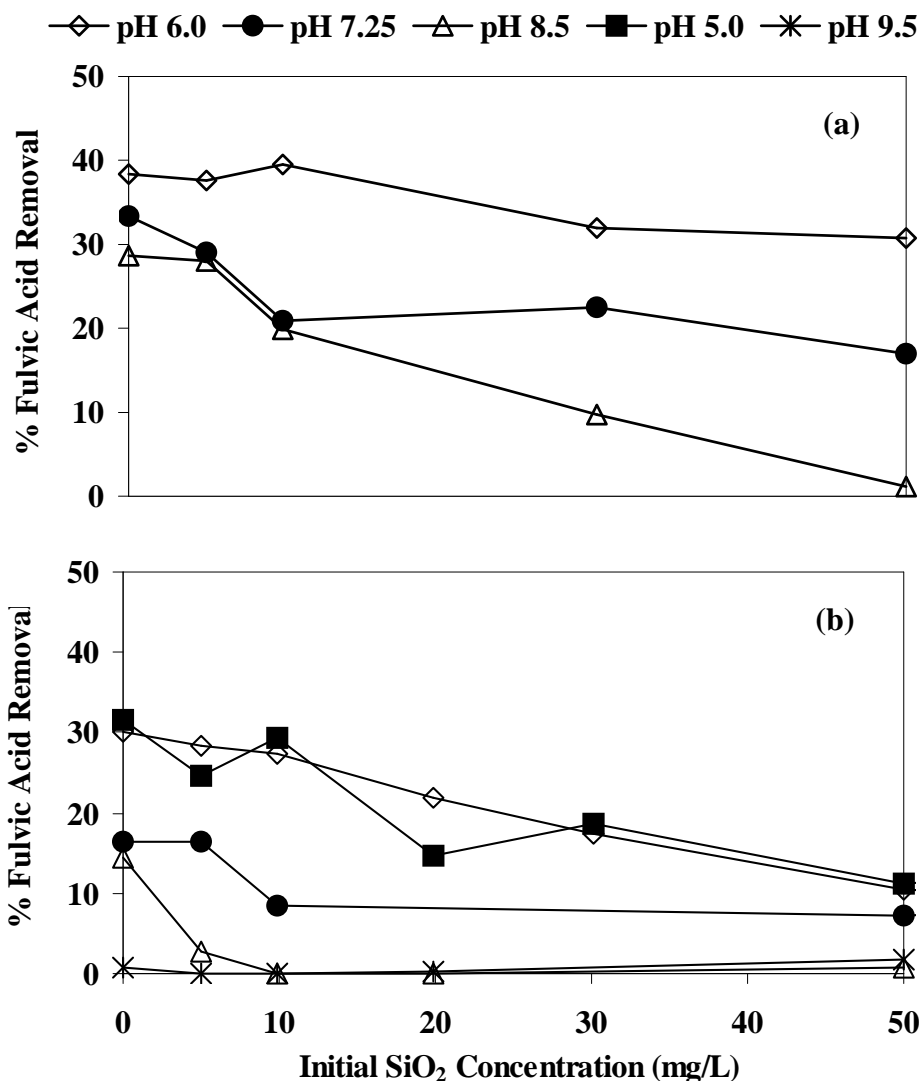 pH 6.0 pH 7.25 pH 8.5 pH 5.0 pH 9.5
50
(a)
40
30
20
10
0
% Fulvic Acid Removal
50
(b)
40
30
20
10
0
% Fulvic Acid Removal
0 10 20 30 40 50
Initial SiO₂ Concentration (mg/L)